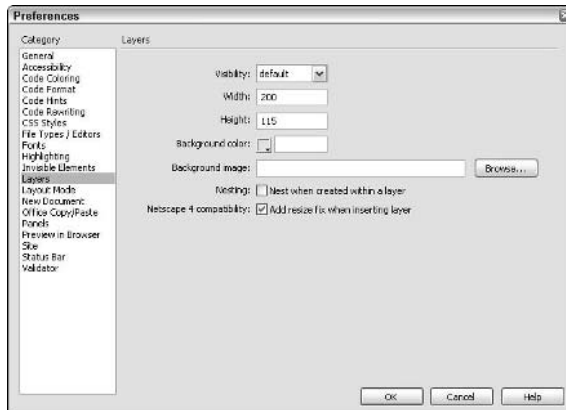 Preferences
Category
Layers
General
Accessibility
Code Coloring
Code Format
Code Hints
Code Rewriting
CSS Styles
File Types / Editors
Fonts
Highlighting
Invisible Elements
Layers
Layout Mode
New Document
Office Copy/Paste
Panels
Preview in Browser
Site
Status Bar
Validator
Visibility: default
Width: 200
Height: 115
Background color:
Background image: Browse...
Nesting: Nest when created within a layer
Netscape 4 compatibility: Add resize fix when inserting layer
OK Cancel Help